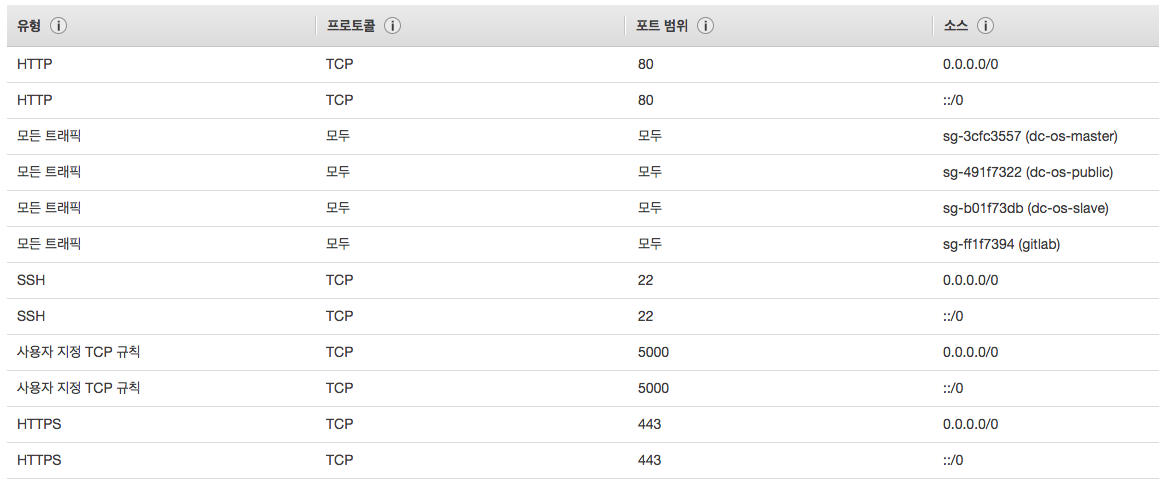 유형 프로토콜 포트 범위 소스
HTTP TCP 80 0.0.0.0/0
HTTP TCP 80 ::/0
모든 트래픽 모두 모두 sg-3cfc3557 (dc-os-master)
모든 트래픽 모두 모두 sg-491f7322 (dc-os-public)
모든 트래픽 모두 모두 sg-b01f73db (dc-os-slave)
모든 트래픽 모두 모두 sg-ff1f7394 (gitlab)
SSH TCP 22 0.0.0.0/0
SSH TCP 22 ::/0
사용자 지정 TCP 규칙 TCP 5000 0.0.0.0/0
사용자 지정 TCP 규칙 TCP 5000 ::/0
HTTPS TCP 443 0.0.0.0/0
HTTPS TCP 443 ::/0